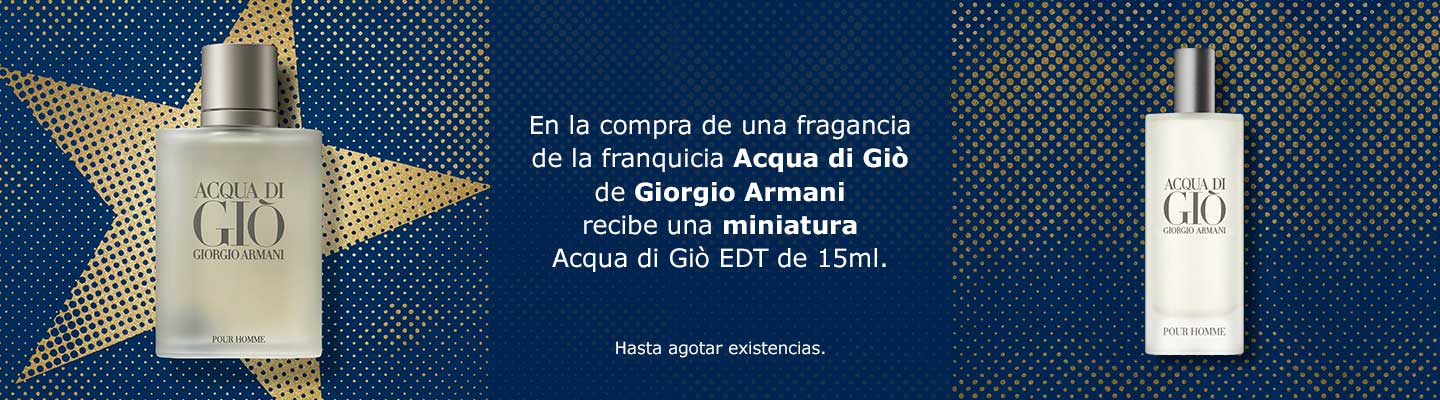 ACQUA DI
GIÒ
GIORGIO ARMANI
POUR HOMME
En la compra de una fragancia
de la franquicia Acqua di Giò
de Giorgio Armani
recibe una miniatura
Acqua di Giò EDT de 15ml.
Hasta agotar existencias.
ACQUA DI
GIÒ
GIORGIO ARMANI
POUR HOMME